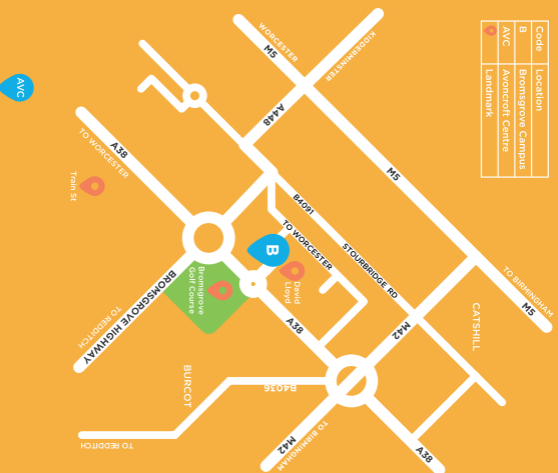 Code Location
B Bromsgrove Campus
AVC Avoncroft Centre
Landmark
KIDDERMINSTER
WORCESTER
M5
A448
M5
TO BIRMINGHAM
M5
AVC
A38
TO WORCESTER
Train St
B4091
STOURBRIDGE RD
TO WORCESTER
B
David
Lloyd
Bromsgrove
Golf Course
A38
M42
CATSHILL
BROMSGROVE HIGHWAY
TO REDDITCH
BURCOT
B4096
TO REDDITCH
TO BIRMINGHAM
M42
A38